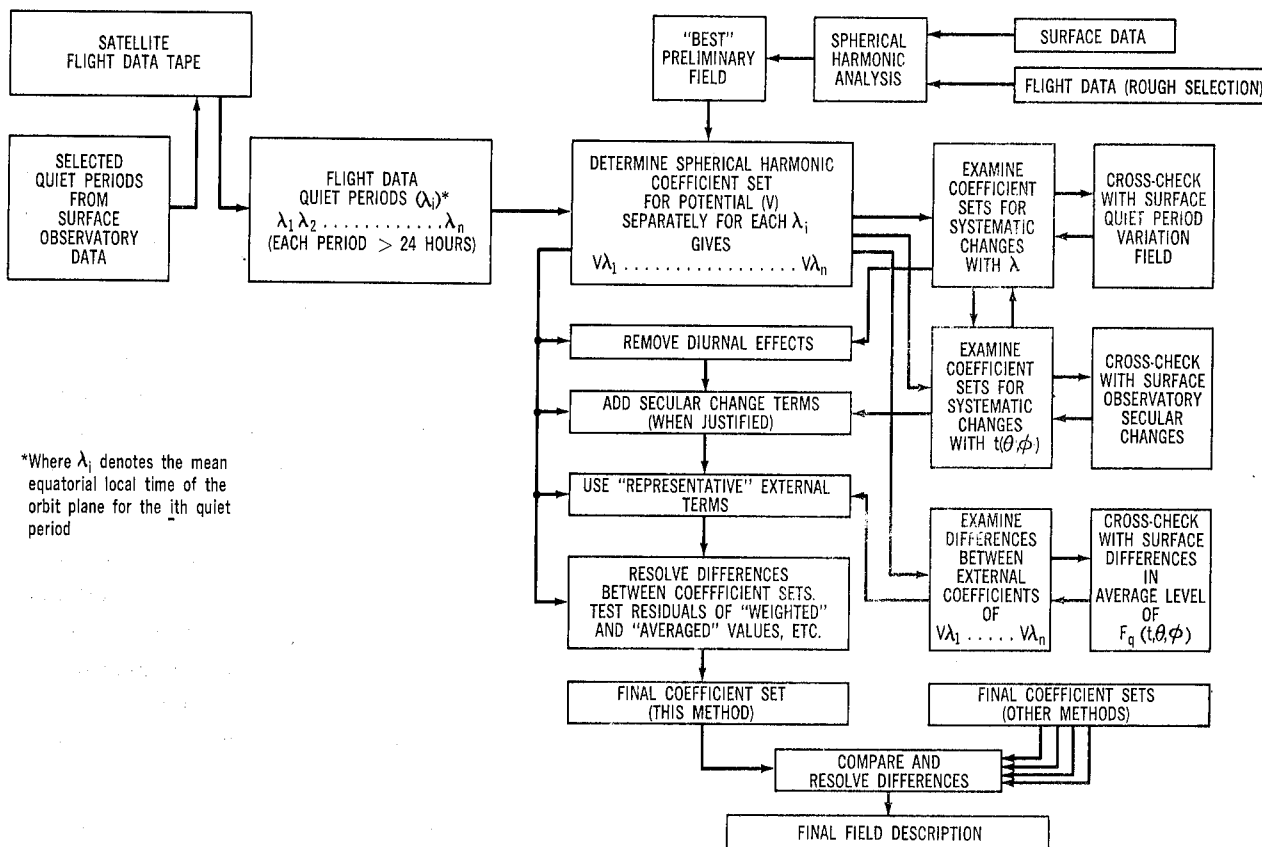 SATELLITE
FLIGHT DATA TAPE
"BEST"
PRELIMINARY
FIELD
SPHERICAL
HARMONIC
ANALYSIS
SURFACE DATA
FLIGHT DATA (ROUGH SELECTION)
SELECTED
QUIET PERIODS
FROM
SURFACE
OBSERVATORY
DATA
FLIGHT DATA
QUIET PERIODS (λi)*
λ1 λ2 . . . . . . . . . . . . λn
(EACH PERIOD > 24 HOURS)
DETERMINE SPHERICAL HARMONIC
COEFFICIENT SET
FOR POTENTIAL (V)
SEPARATELY FOR EACH λi
GIVES
Vλ1 . . . . . . . . . . . . . . . . . . Vλn
EXAMINE
COEFFICIENT
SETS FOR
SYSTEMATIC
CHANGES
WITH λ
CROSS-CHECK
WITH SURFACE
QUIET PERIOD
VARIATION
FIELD
REMOVE DIURNAL EFFECTS
ADD SECULAR CHANGE TERMS
(WHEN JUSTIFIED)
EXAMINE
COEFFICIENT
SETS FOR
SYSTEMATIC
CHANGES
WITH t(θ,φ)
CROSS-CHECK
WITH SURFACE
OBSERVATORY
SECULAR
CHANGES
*Where λi denotes the mean
equatorial local time of the
orbit plane for the ith quiet
period
USE "REPRESENTATIVE" EXTERNAL
TERMS
RESOLVE DIFFERENCES
BETWEEN COEFFFICIENT SETS.
TEST RESIDUALS OF "WEIGHTED"
AND "AVERAGED" VALUES, ETC.
EXAMINE
DIFFERENCES
BETWEEN
EXTERNAL
COEFFICIENTS
OF
Vλ1 . . . . . Vλn
CROSS-CHECK
WITH SURFACE
DIFFERENCES
IN
AVERAGE LEVEL
OF
Fq (t,θ,φ)
FINAL COEFFICIENT SET
(THIS METHOD)
FINAL COEFFICIENT SETS
(OTHER METHODS)
COMPARE AND
RESOLVE DIFFERENCES
FINAL FIELD DESCRIPTION